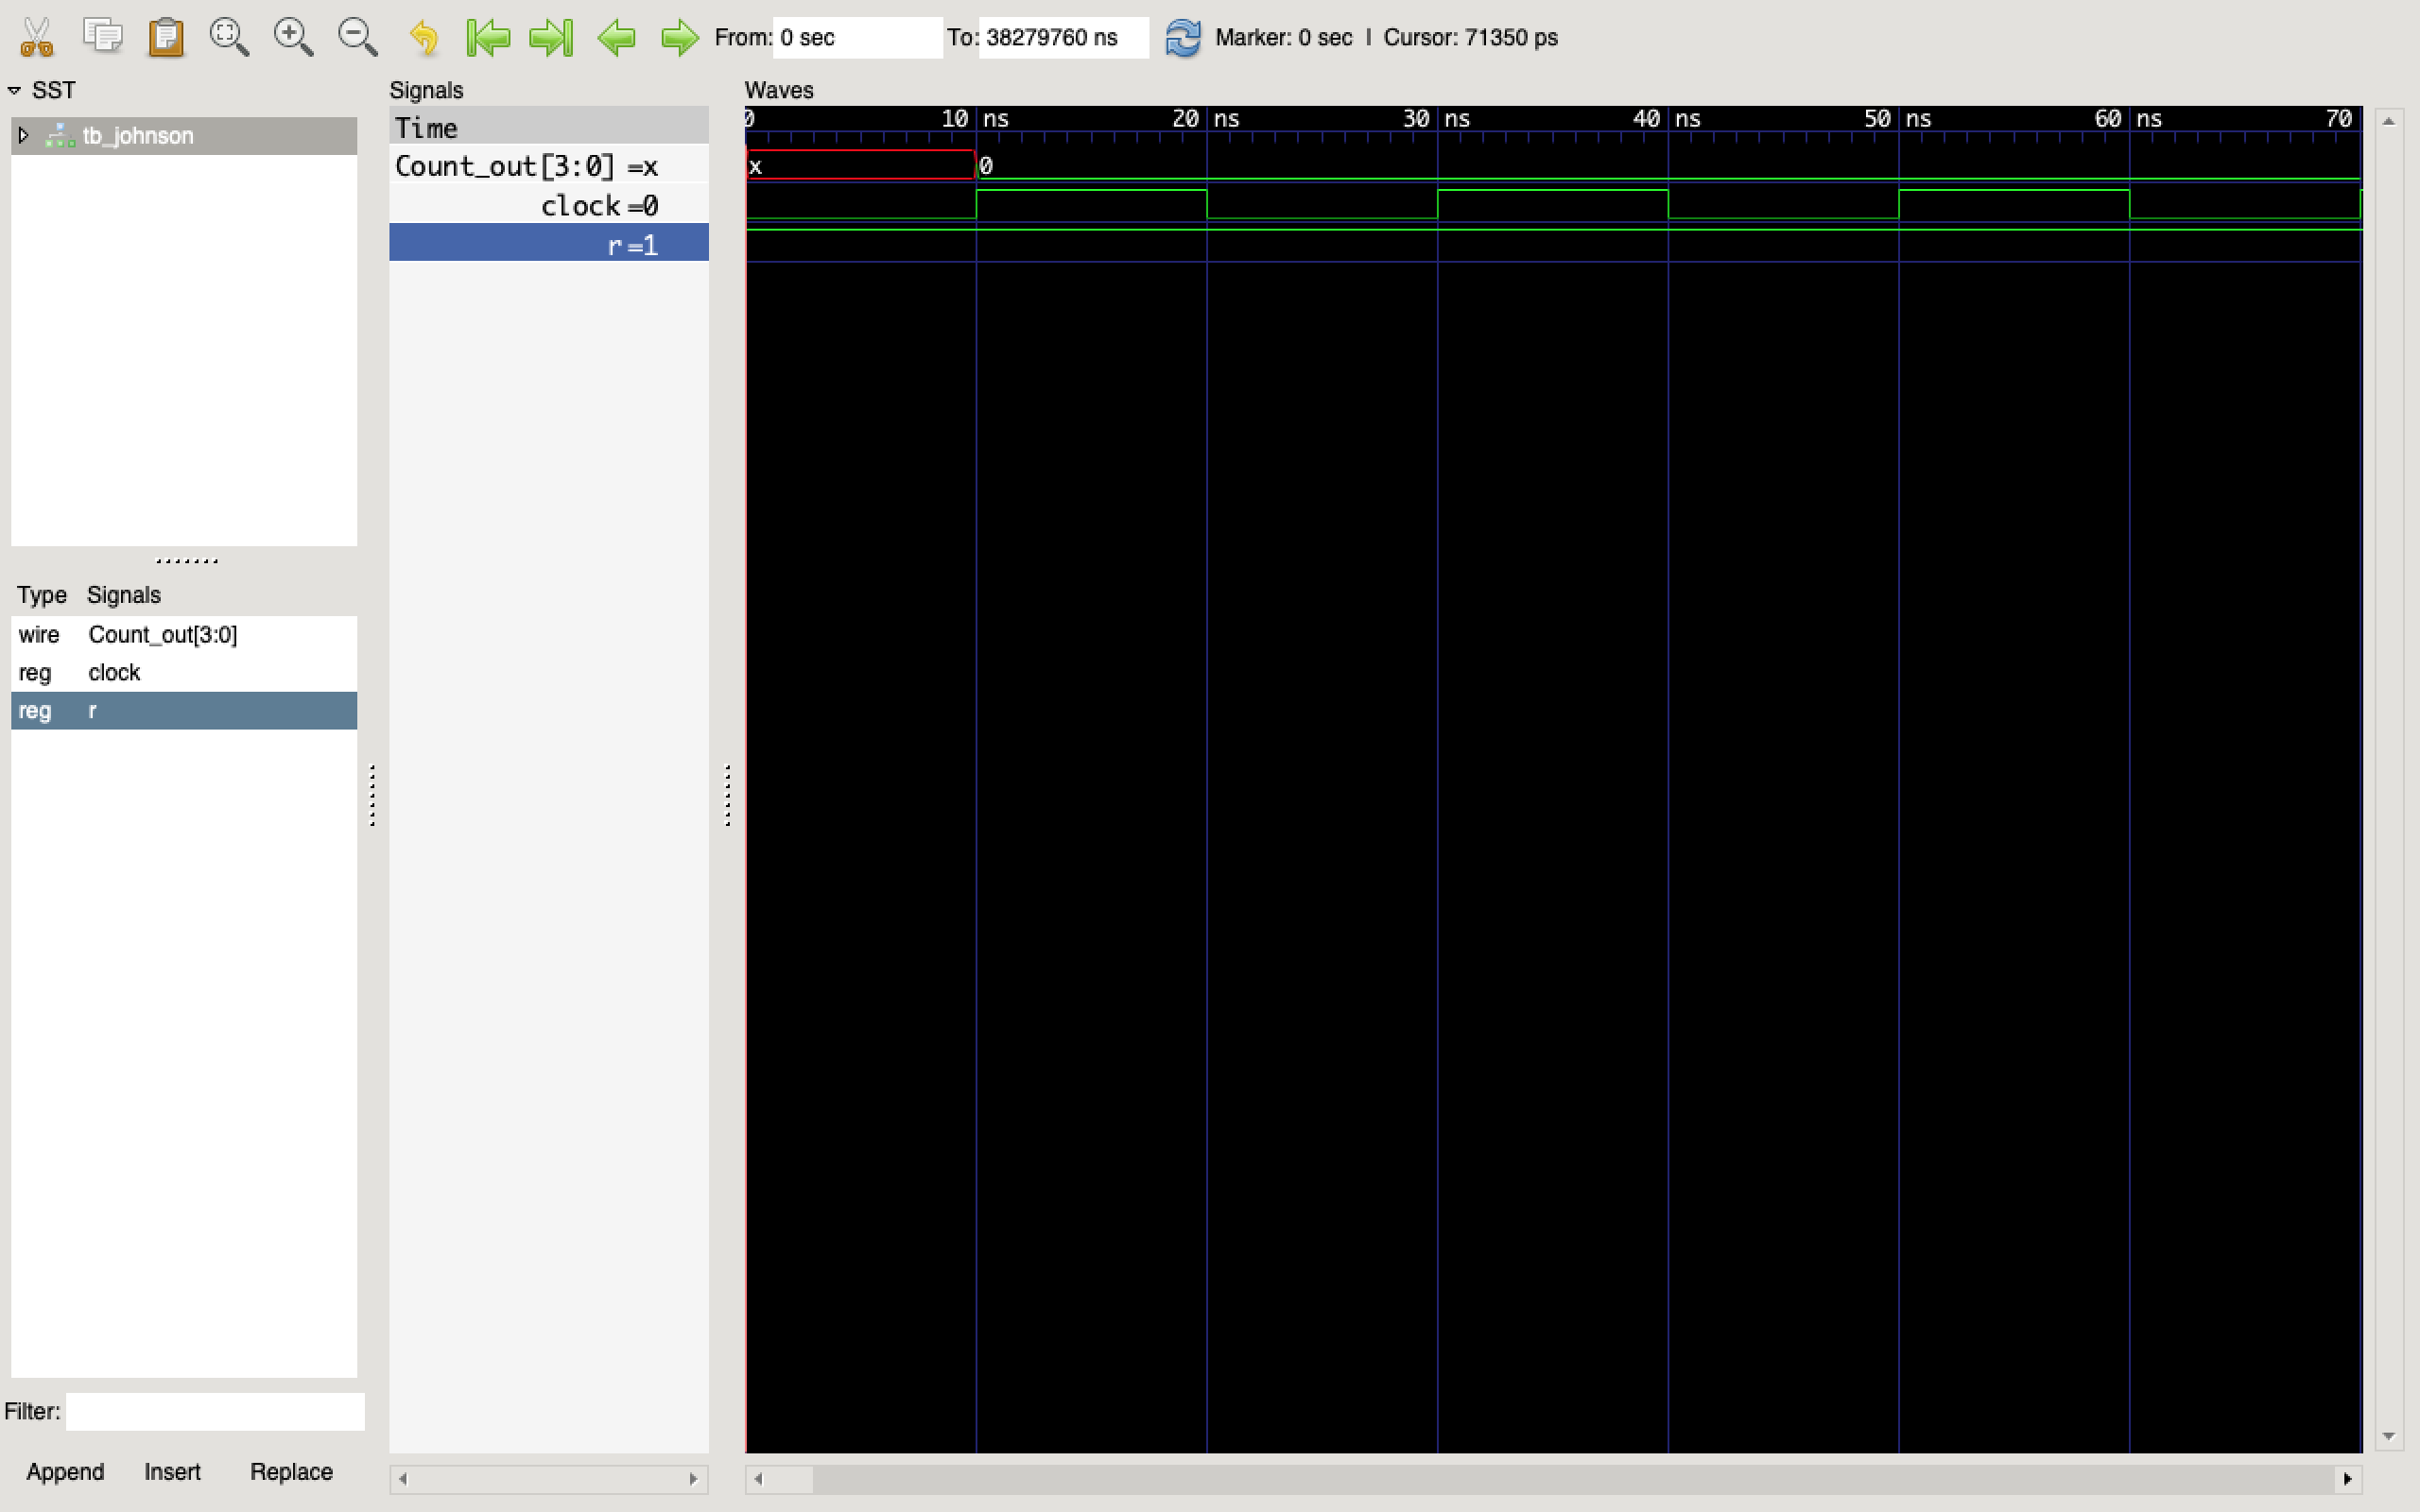 From: 0 sec To: 38279760 ns Marker: 0 sec | Cursor: 71350 ps
SST
tb_johnson
Type Signals
wire Count_out[3:0]
reg clock
reg r
Filter:
Append Insert Replace
Signals
Time
Count_out[3:0] =x
clock =0
r =1
Waves
0 10 ns 20 ns 30 ns 40 ns 50 ns 60 ns 70
x 0